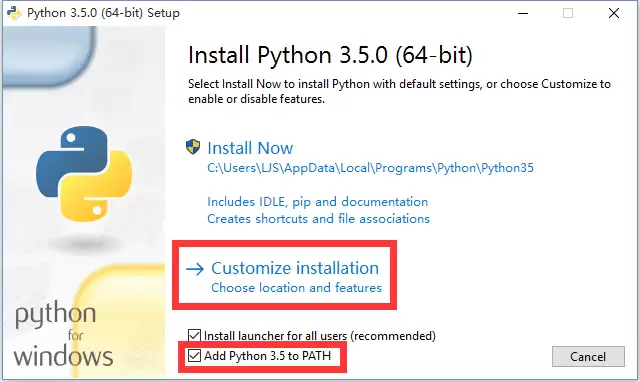 Python 3.5.0 (64-bit) Setup
Install Python 3.5.0 (64-bit)
Select Install Now to install Python with default settings, or choose Customize to
enable or disable features.
Install Now
C:\Users\LJS\AppData\Local\Programs\Python\Python35
Includes IDLE, pip and documentation
Creates shortcuts and file associations
Customize installation
Choose location and features
python
for
windows
Install launcher for all users (recommended)
Add Python 3.5 to PATH
Cancel